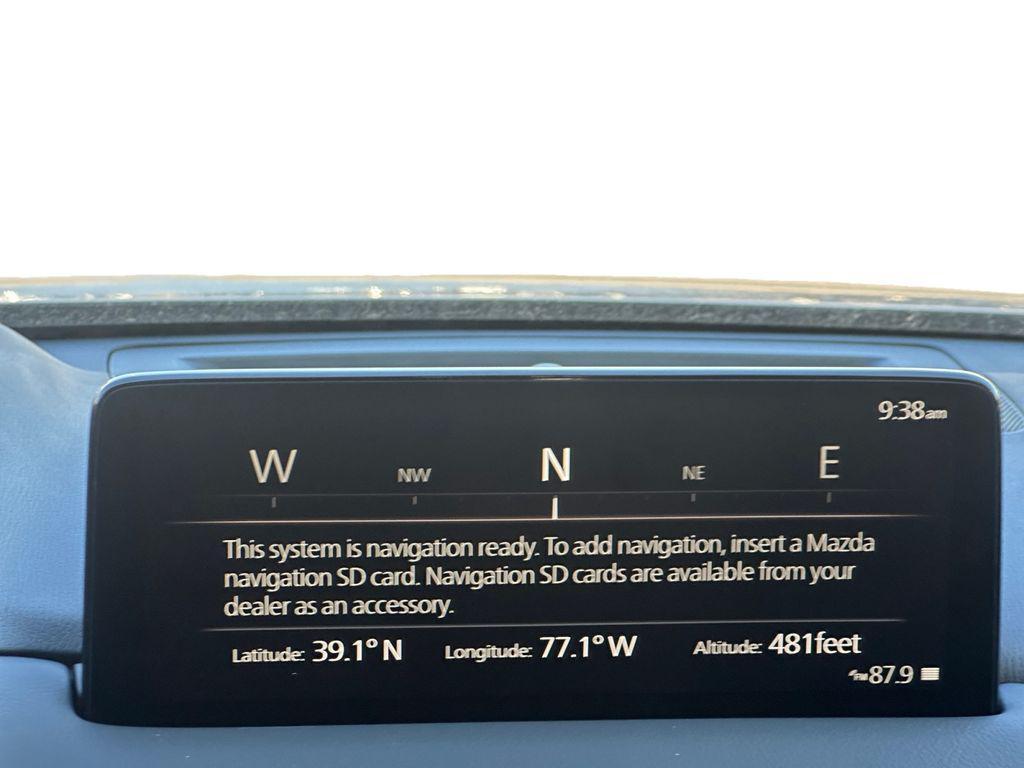 9:38am
W NW N NE E
This system is navigation ready. To add navigation, insert a Mazda
navigation SD card. Navigation SD cards are available from your
dealer as an accessory.
Latitude: 39.1° N Longitude: 77.1° W Altitude: 481feet
FM 87.9